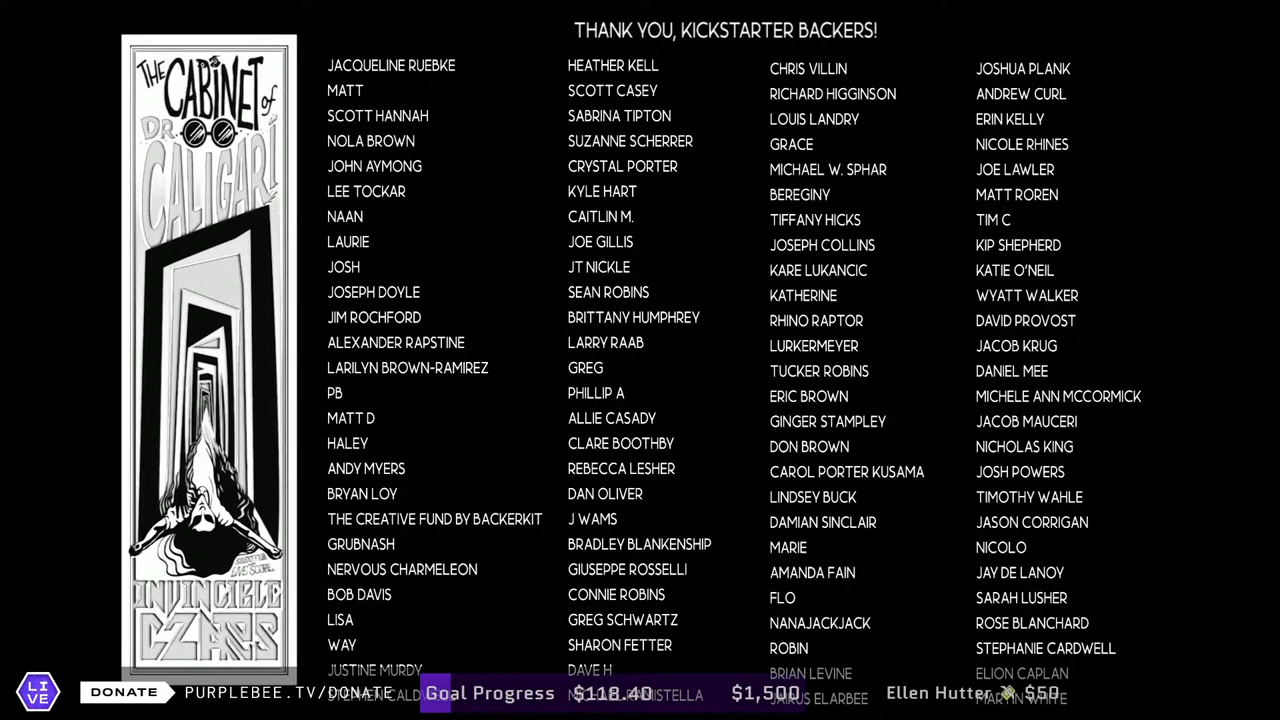 THANK YOU, KICKSTARTER BACKERS!
THE
CABINET of
DR.
CALIGARI
SILENT FILM
LIVE SCORE.
INVINCIBLE
CZARS
JACQUELINE RUEBKE
MATT
SCOTT HANNAH
NOLA BROWN
JOHN AYMONG
LEE TOCKAR
NAAN
LAURIE
JOSH
JOSEPH DOYLE
JIM ROCHFORD
ALEXANDER RAPSTINE
LARILYN BROWN-RAMIREZ
PB
MATT D
HALEY
ANDY MYERS
BRYAN LOY
THE CREATIVE FUND BY BACKERKIT
GRUBNASH
NERVOUS CHARMELEON
BOB DAVIS
LISA
WAY
JUSTINE MURDY
STEPHEN
HEATHER KELL
SCOTT CASEY
SABRINA TIPTON
SUZANNE SCHERRER
CRYSTAL PORTER
KYLE HART
CAITLIN M.
JOE GILLIS
JT NICKLE
SEAN ROBINS
BRITTANY HUMPHREY
LARRY RAAB
GREG
PHILLIP A
ALLIE CASADY
CLARE BOOTHBY
REBECCA LESHER
DAN OLIVER
J WAMS
BRADLEY BLANKENSHIP
GIUSEPPE ROSSELLI
CONNIE ROBINS
GREG SCHWARTZ
SHARON FETTER
DAVE H
CHRIS VILLIN
RICHARD HIGGINSON
LOUIS LANDRY
GRACE
MICHAEL W. SPHAR
BEREGINY
TIFFANY HICKS
JOSEPH COLLINS
KARE LUKANCIC
KATHERINE
RHINO RAPTOR
LURKERMEYER
TUCKER ROBINS
ERIC BROWN
GINGER STAMPLEY
DON BROWN
CAROL PORTER KUSAMA
LINDSEY BUCK
DAMIAN SINCLAIR
MARIE
AMANDA FAIN
FLO
NANAJACKJACK
ROBIN
BRIAN LEVINE
JAIRUS ELARBEE
JOSHUA PLANK
ANDREW CURL
ERIN KELLY
NICOLE RHINES
JOE LAWLER
MATT ROREN
TIM C
KIP SHEPHERD
KATIE O'NEIL
WYATT WALKER
DAVID PROVOST
JACOB KRUG
DANIEL MEE
MICHELE ANN MCCORMICK
JACOB MAUCERI
NICHOLAS KING
JOSH POWERS
TIMOTHY WAHLE
JASON CORRIGAN
NICOLO
JAY DE LANOY
SARAH LUSHER
ROSE BLANCHARD
STEPHANIE CARDWELL
ELION CAPLAN
MARTIN WHITE
LIVE
DONATE
PURPLEBEE.TV/DONATE
Goal Progress
$118.40
$1,500
Ellen Hutter $50